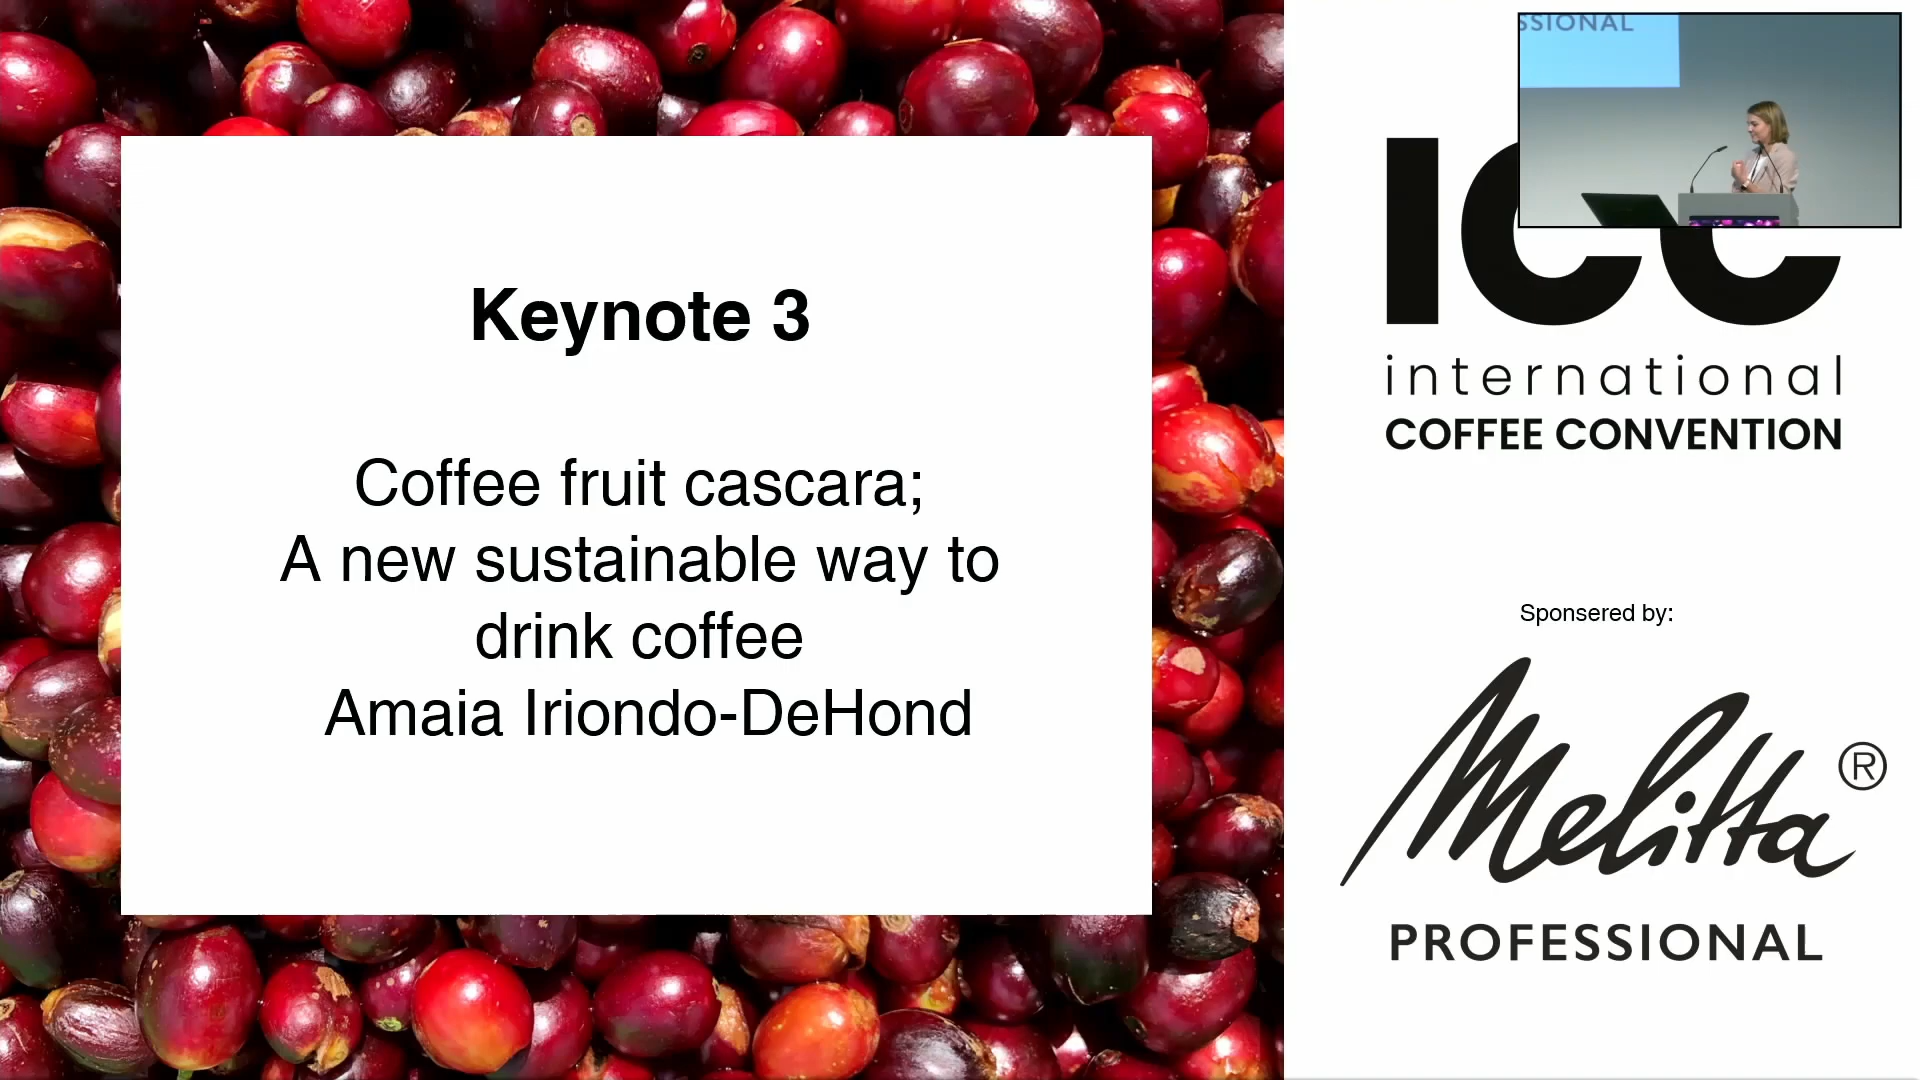 Keynote 3
Coffee fruit cascara;
A new sustainable way to
drink coffee
Amaia Iriondo-DeHond
SSIONAL
icc
international
COFFEE CONVENTION
Sponsered by:
Melitta®
PROFESSIONAL